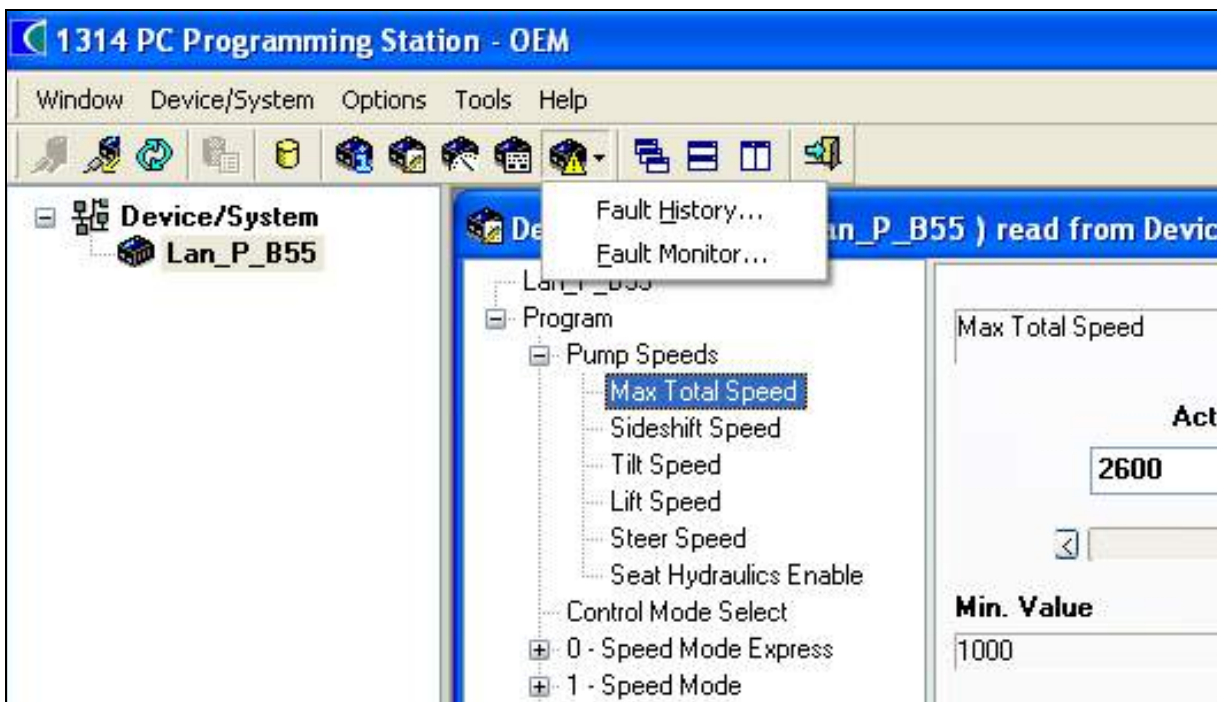 1314 PC Programming Station - OEM
Window Device/System Options Tools Help
Fault History...
Fault Monitor...
Device/System
Lan_P_B55
De
an_P_B55 ) read from Devic
Lan_P_B55
Program
Pump Speeds
Max Total Speed
Sideshift Speed
Tilt Speed
Lift Speed
Steer Speed
Seat Hydraulics Enable
Control Mode Select
0 - Speed Mode Express
1 - Speed Mode
Max Total Speed
Act
2600
Min. Value
1000